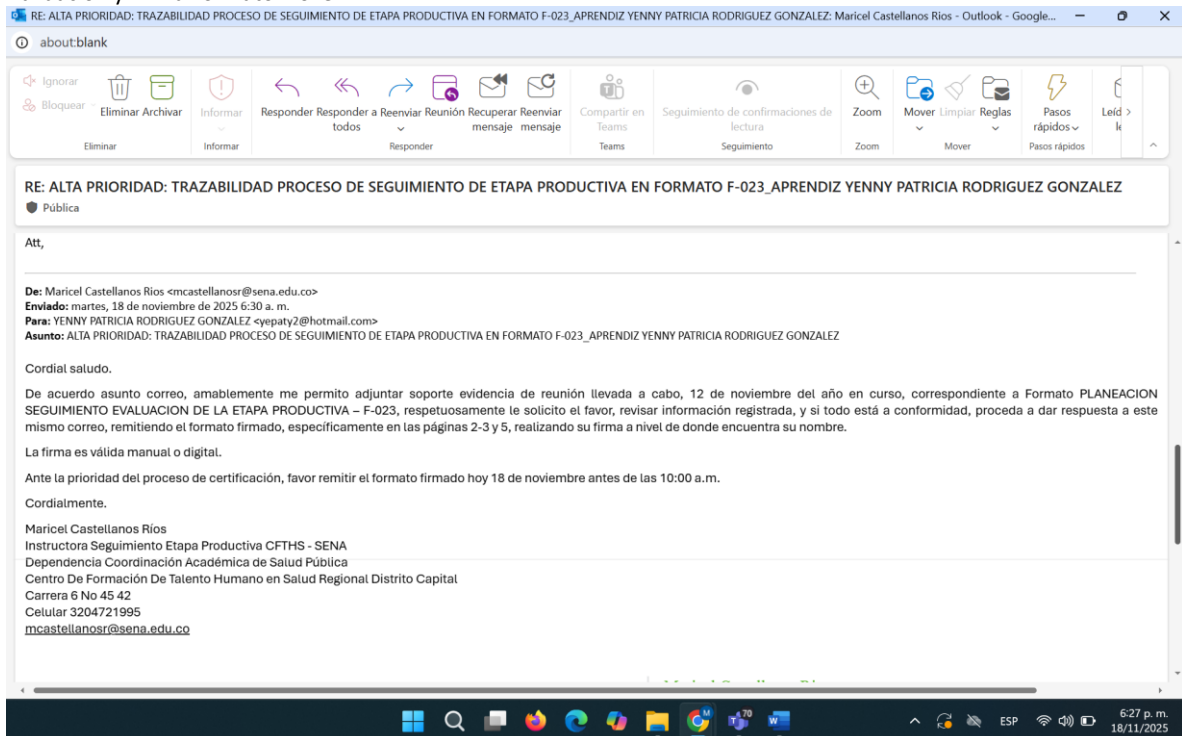 RE: ALTA PRIORIDAD: TRAZABILIDAD PROCESO DE SEGUIMIENTO DE ETAPA PRODUCTIVA EN FORMATO F-023_APRENDIZ YENNY PATRICIA RODRIGUEZ GONZALEZ: Maricel Castellanos Rios - Outlook - Google...
about:blank
Ignorar
Bloquear
Eliminar Archivar
Informar
Responder Responder a todos Reenviar Reunión Recuperar mensaje Reenviar mensaje
Compartir en Teams
Seguimiento de confirmaciones de lectura
Zoom
Mover Limpiar Reglas
Pasos rápidos
Eliminar Informar Responder Teams Seguimiento Zoom Mover Pasos rápidos
RE: ALTA PRIORIDAD: TRAZABILIDAD PROCESO DE SEGUIMIENTO DE ETAPA PRODUCTIVA EN FORMATO F-023_APRENDIZ YENNY PATRICIA RODRIGUEZ GONZALEZ
Pública
Att,
De: Maricel Castellanos Rios <mcastellanosr@sena.edu.co>
Enviado: martes, 18 de noviembre de 2025 6:30 a. m.
Para: YENNY PATRICIA RODRIGUEZ GONZALEZ <yepaty2@hotmail.com>
Asunto: ALTA PRIORIDAD: TRAZABILIDAD PROCESO DE SEGUIMIENTO DE ETAPA PRODUCTIVA EN FORMATO F-023_APRENDIZ YENNY PATRICIA RODRIGUEZ GONZALEZ
Cordial saludo.
De acuerdo asunto correo, amablemente me permito adjuntar soporte evidencia de reunión llevada a cabo, 12 de noviembre del año en curso, correspondiente a Formato PLANEACION
SEGUIMIENTO EVALUACION DE LA ETAPA PRODUCTIVA – F-023, respetuosamente le solicito el favor, revisar información registrada, y si todo está a conformidad, proceda a dar respuesta a este
mismo correo, remitiendo el formato firmado, específicamente en las páginas 2-3 y 5, realizando su firma a nivel de donde encuentra su nombre.
La firma es válida manual o digital.
Ante la prioridad del proceso de certificación, favor remitir el formato firmado hoy 18 de noviembre antes de las 10:00 a.m.
Cordialmente.
Maricel Castellanos Ríos
Instructora Seguimiento Etapa Productiva CFTHS - SENA
Dependencia Coordinación Académica de Salud Pública
Centro De Formación De Talento Humano en Salud Regional Distrito Capital
Carrera 6 No 45 42
Celular 3204721995
mcastellanosr@sena.edu.co
70
ESP
6:27 p. m.
18/11/2025